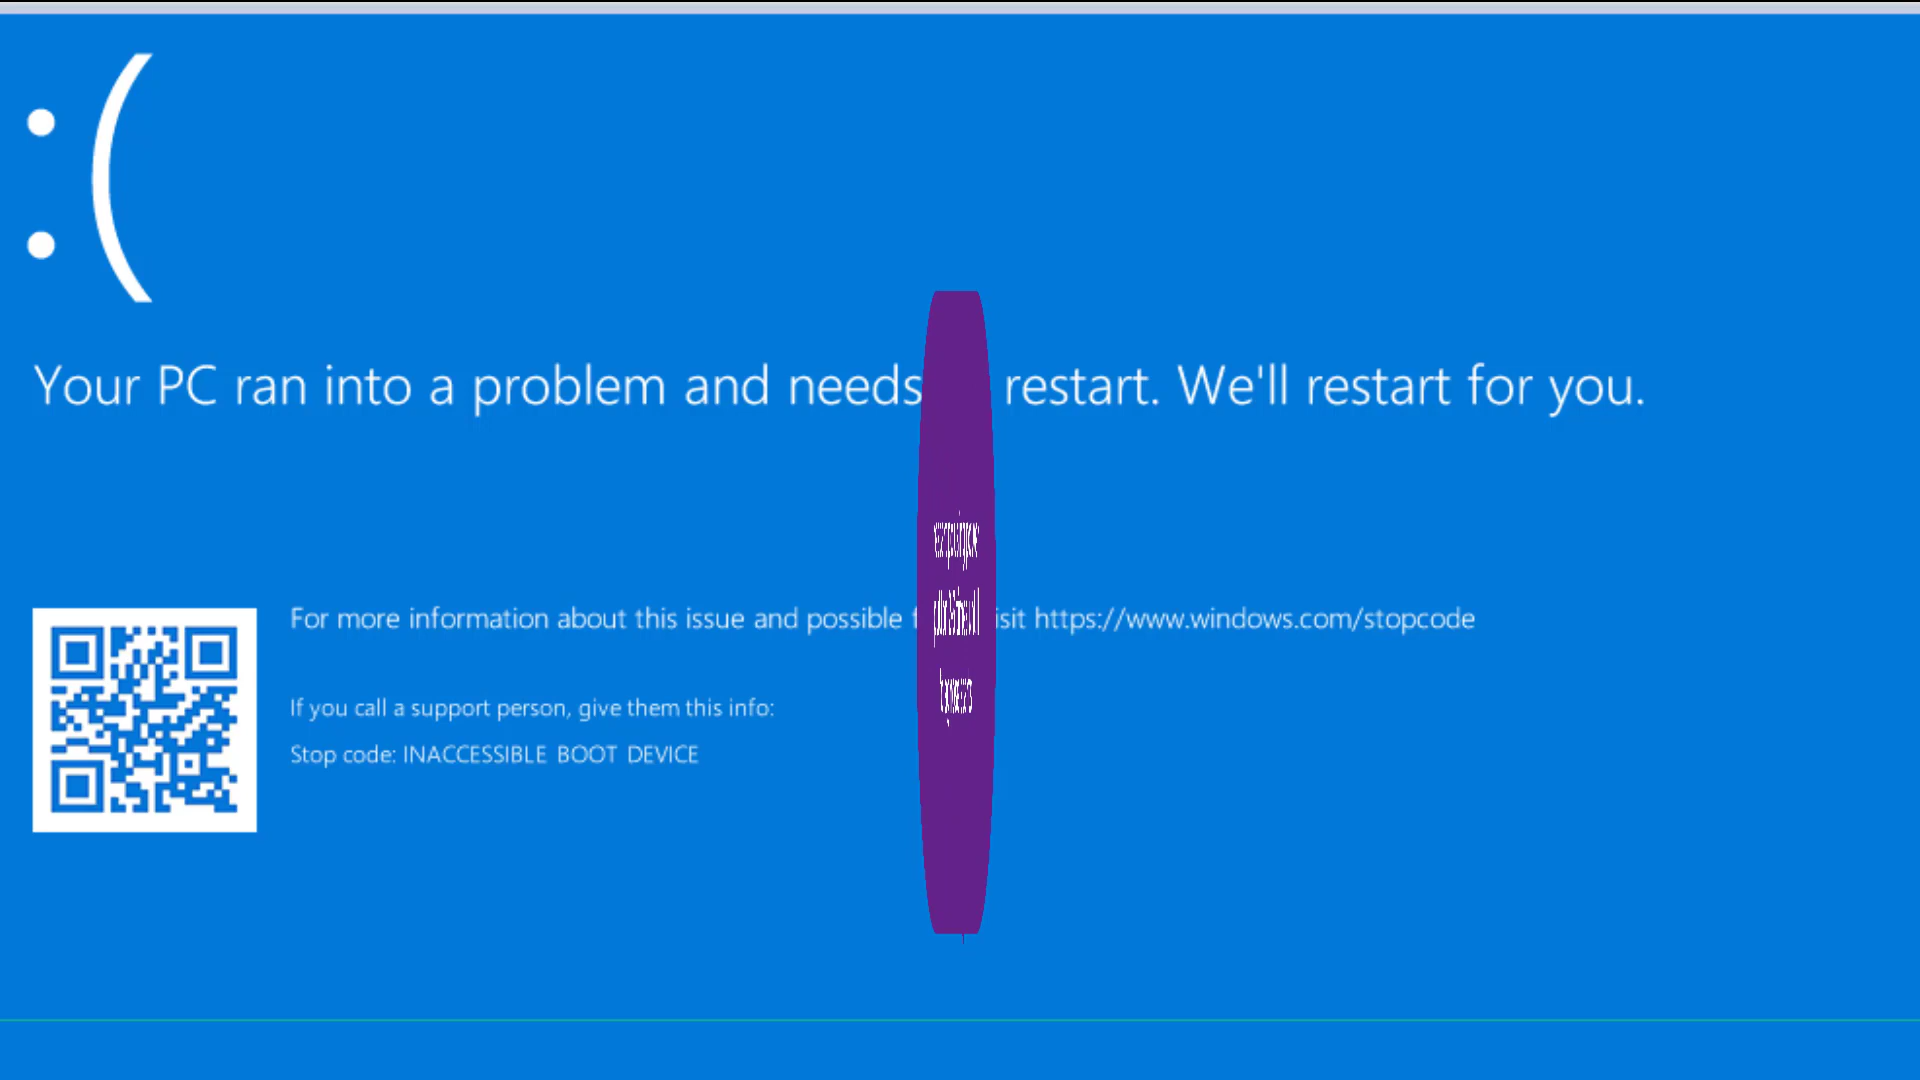 :(
Your PC ran into a problem and needs restart. We'll restart for you.
For more information about this issue and possible visit https://www.windows.com/stopcode
If you call a support person, give them this info:
Stop code: INACCESSIBLE BOOT DEVICE